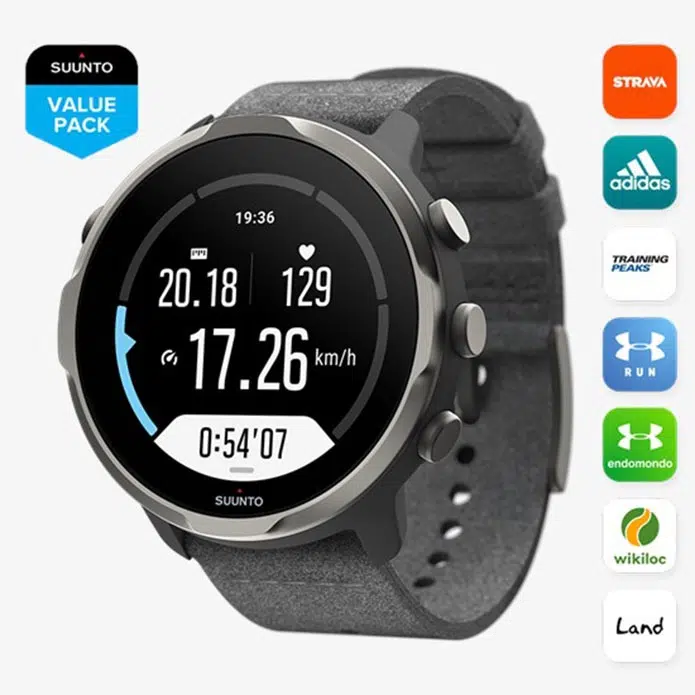 SUUNTO
VALUE
PACK
19:36
20.18 129
17.26 km/h
0:54'07
SUUNTO
STRAVA
adidas
TRAINING
PEAKS
RUN
endomondo
wikiloc
Land